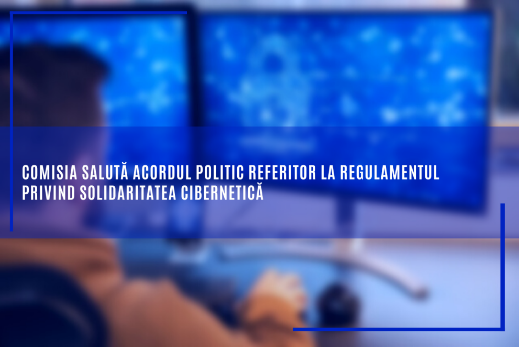 COMISIA SALUTĂ ACORDUL POLITIC REFERITOR LA REGULAMENTUL
PRIVIND SOLIDARITATEA CIBERNETICĂ